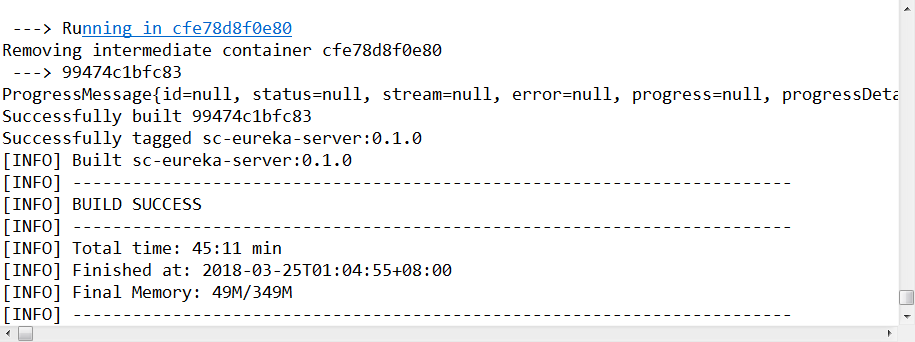 ---> Running in cfe78d8f0e80
Removing intermediate container cfe78d8f0e80
---> 99474c1bfc83
ProgressMessage{id=null, status=null, stream=null, error=null, progress=null, progressDeta
Successfully built 99474c1bfc83
Successfully tagged sc-eureka-server:0.1.0
[INFO] Built sc-eureka-server:0.1.0
[INFO] ------------------------------------------------------------------------
[INFO] BUILD SUCCESS
[INFO] ------------------------------------------------------------------------
[INFO] Total time: 45:11 min
[INFO] Finished at: 2018-03-25T01:04:55+08:00
[INFO] Final Memory: 49M/349M
[INFO] ------------------------------------------------------------------------